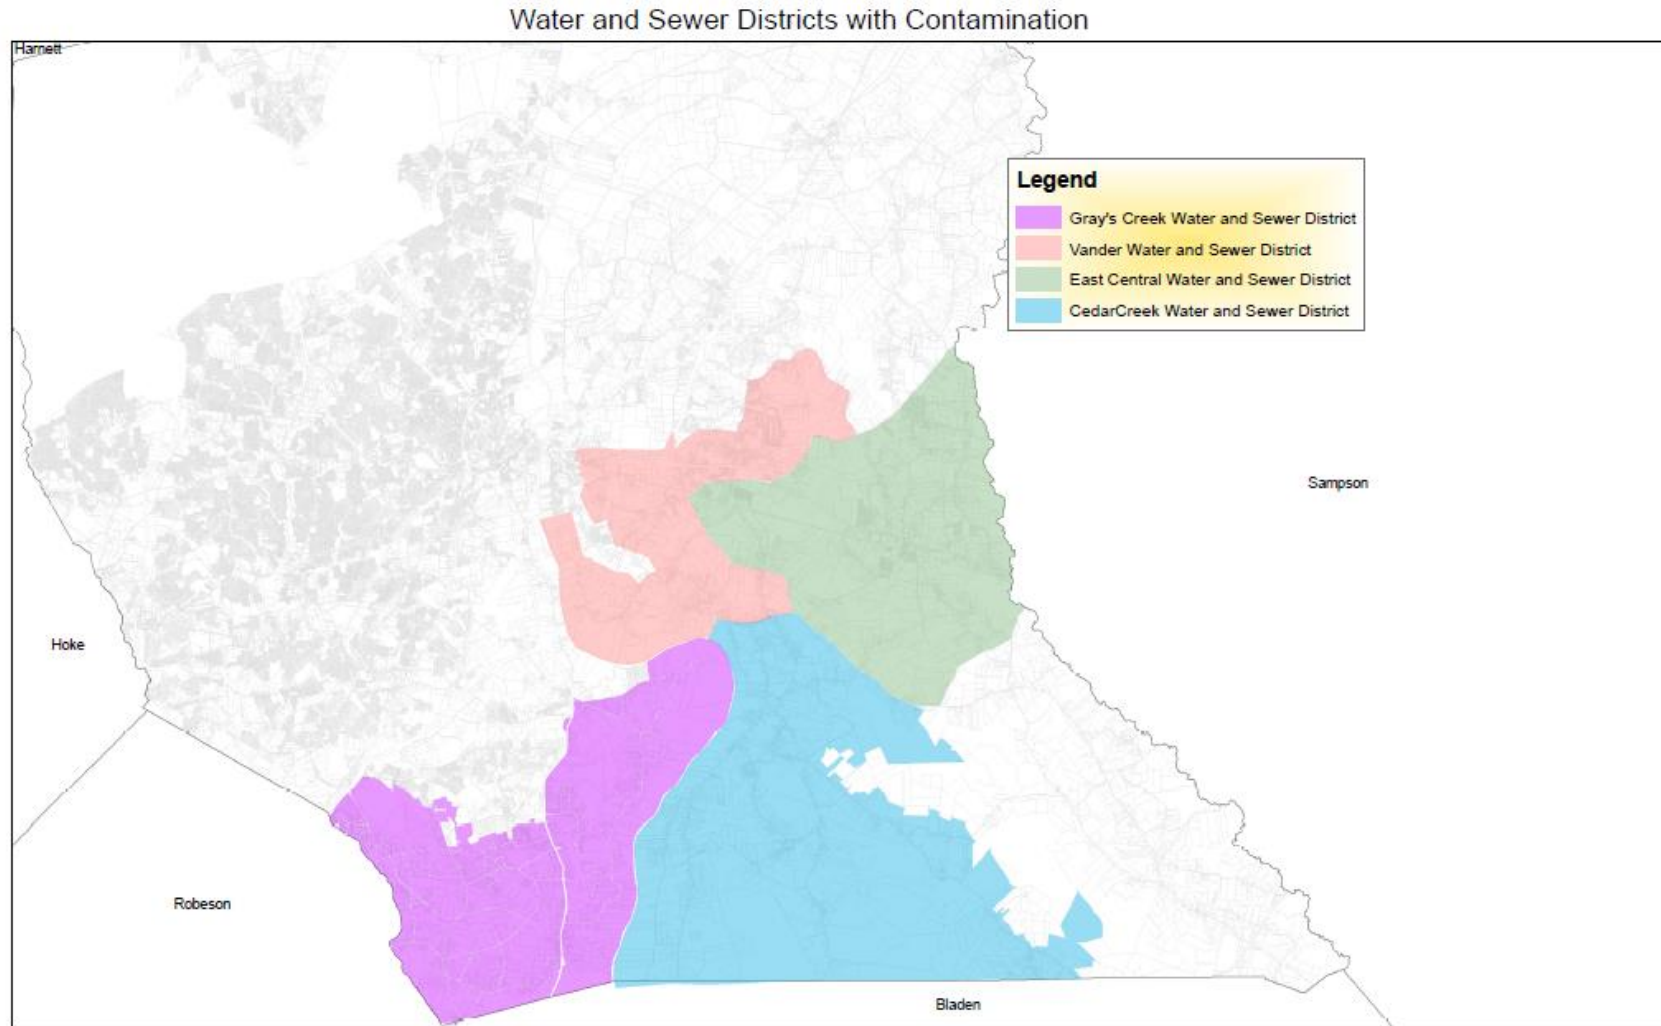 Water and Sewer Districts with Contamination
Harnett
Legend
Gray's Creek Water and Sewer District
Vander Water and Sewer District
East Central Water and Sewer District
CedarCreek Water and Sewer District
Sampson
Hoke
Robeson
Bladen